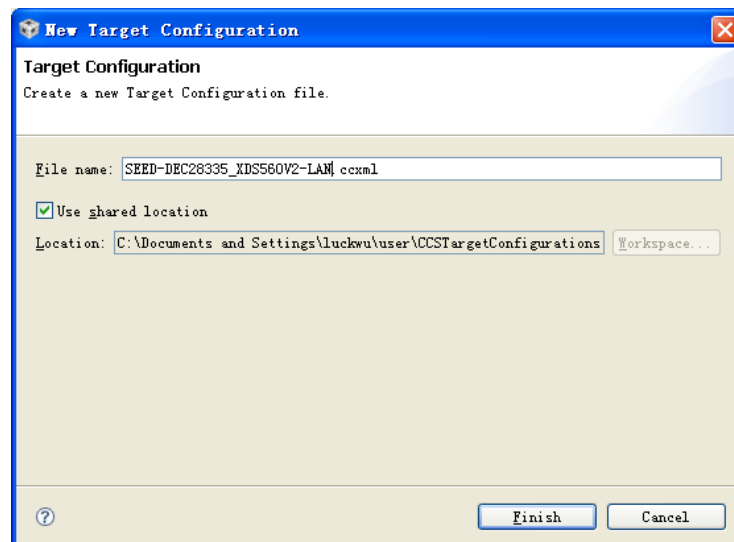 New Target Configuration
Target Configuration
Create a new Target Configuration file.
File name: SEED-DEC28335_XDS560V2-LAN.ccxml
Use shared location
Location: C:\Documents and Settings\luckwu\user\CCSTargetConfigurations Workspace...
Finish Cancel